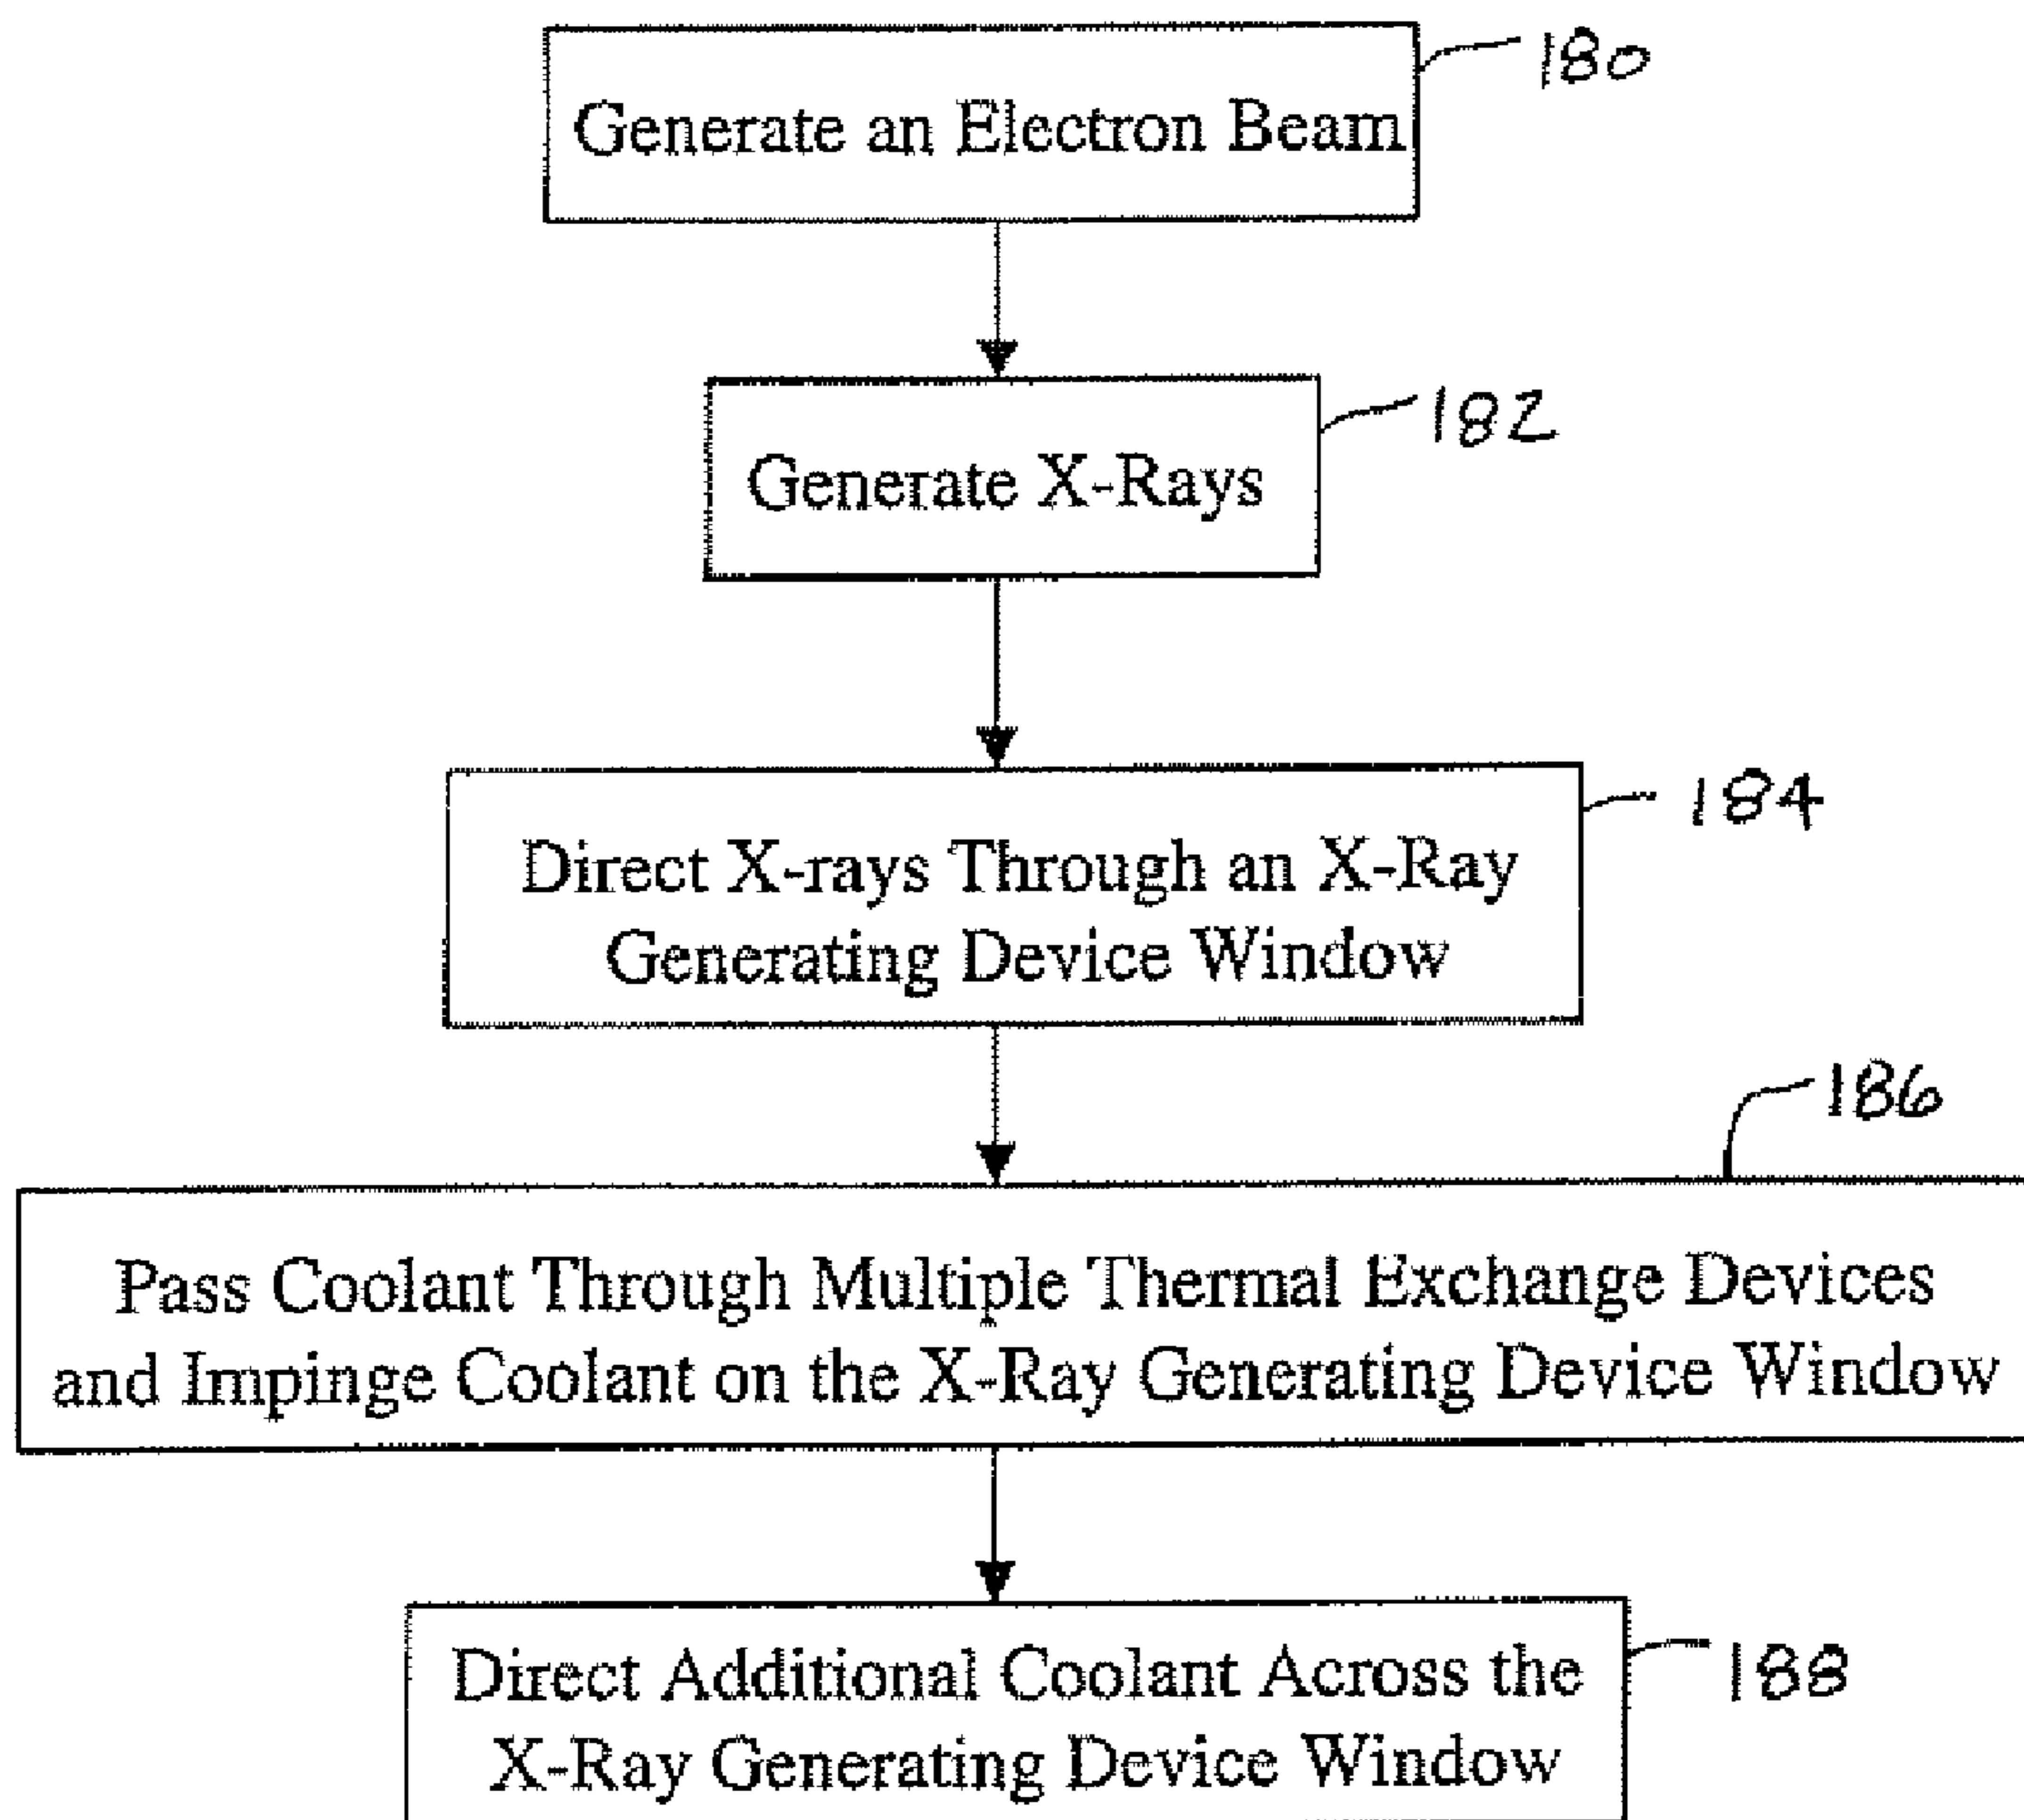 180
Generate an Electron Beam
182
Generate X-Rays
184
Direct X-rays Through an X-Ray
Generating Device Window
186
Pass Coolant Through Multiple Thermal Exchange Devices
and Impinge Coolant on the X-Ray Generating Device Window
188
Direct Additional Coolant Across the
X-Ray Generating Device Window